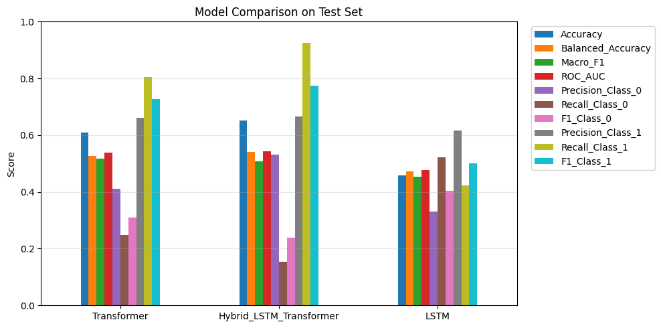 Model Comparison on Test Set
1.0
0.8
0.6
0.4
0.2
0.0
Score
Transformer
Hybrid_LSTM_Transformer
LSTM
Accuracy
Balanced_Accuracy
Macro_F1
ROC_AUC
Precision_Class_0
Recall_Class_0
F1_Class_0
Precision_Class_1
Recall_Class_1
F1_Class_1